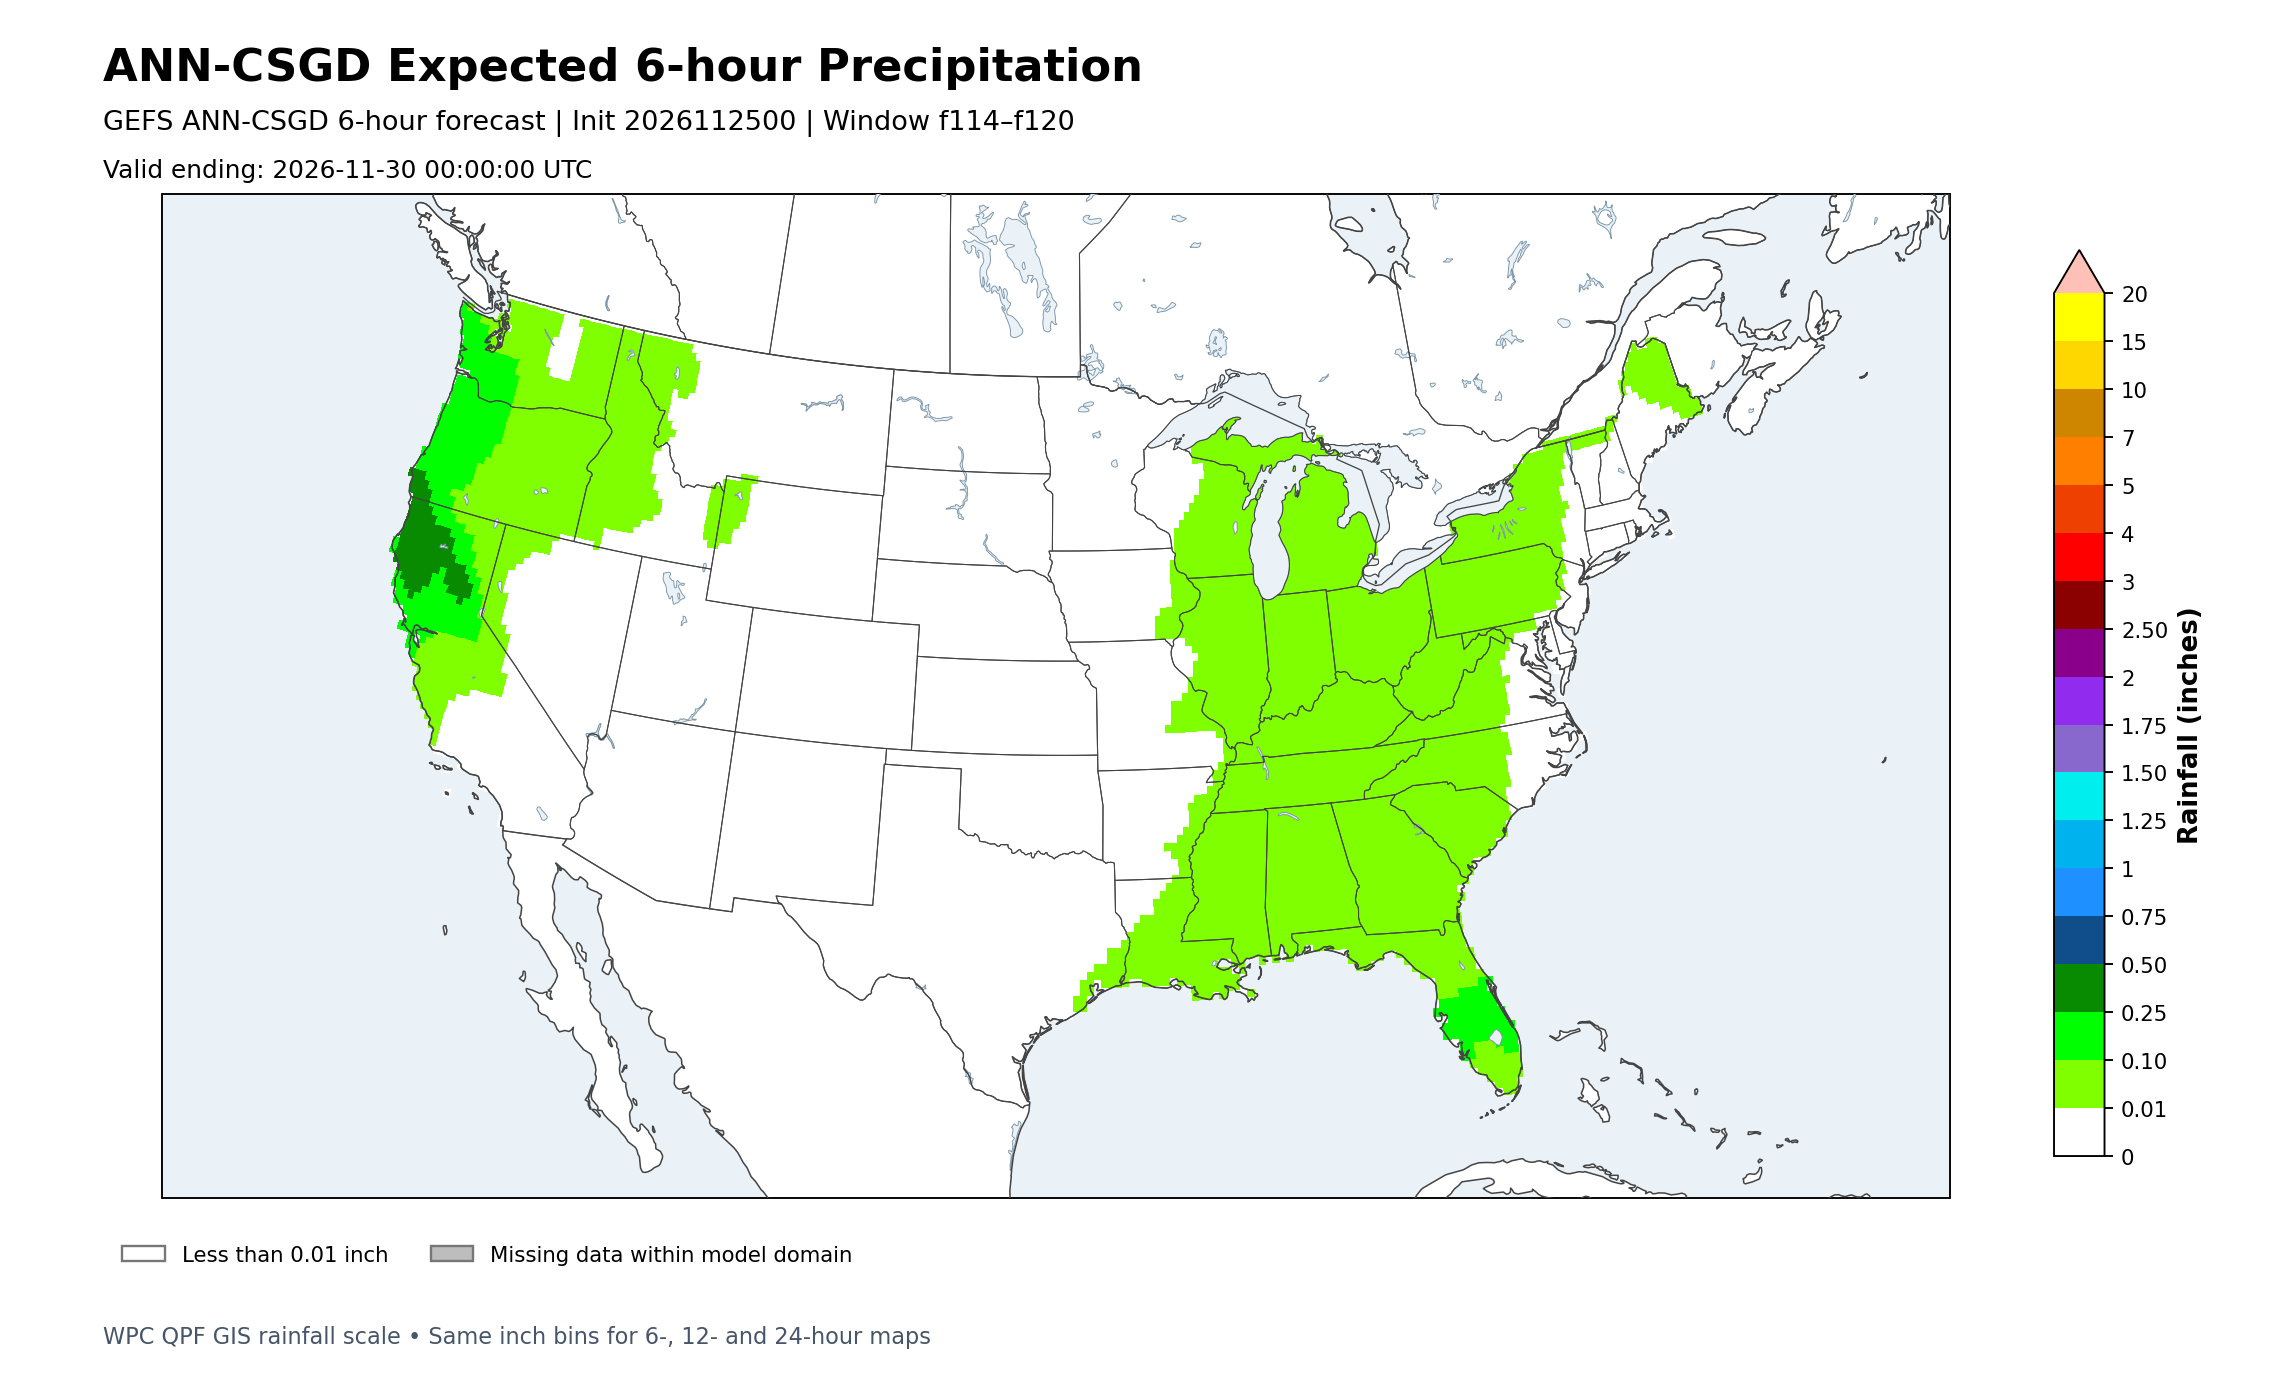 ANN-CSGD Expected 6-hour Precipitation
GEFS ANN-CSGD 6-hour forecast | Init 2026112500 | Window f114–f120
Valid ending: 2026-11-30 00:00:00 UTC
20
15
10
7
5
4
3
2.50
2
1.75
1.50
1.25
1
0.75
0.50
0.25
0.10
0.01
0
Rainfall (inches)
Less than 0.01 inch
Missing data within model domain
WPC QPF GIS rainfall scale • Same inch bins for 6-, 12- and 24-hour maps